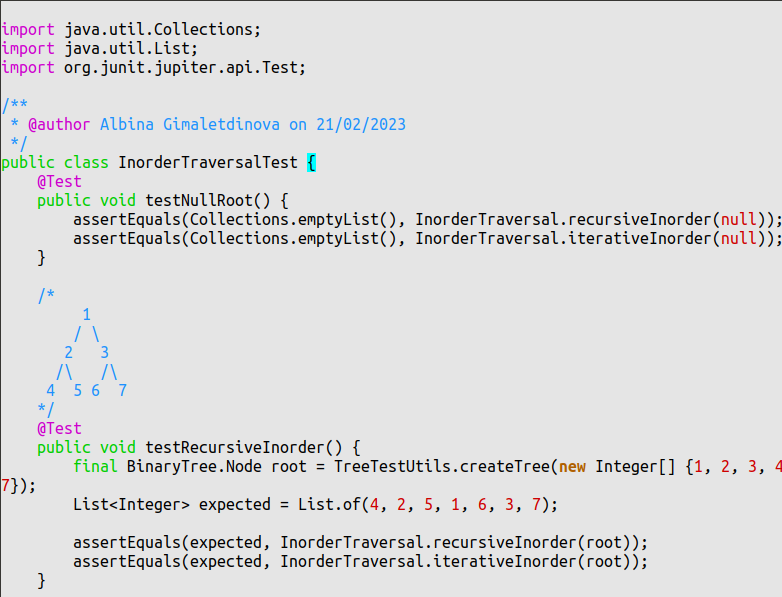 import java.util.Collections;
import java.util.List;
import org.junit.jupiter.api.Test;

/**
 * @author Albina Gimaletdinova on 21/02/2023
 */
public class InorderTraversalTest {
    @Test
    public void testNullRoot() {
        assertEquals(Collections.emptyList(), InorderTraversal.recursiveInorder(null));
        assertEquals(Collections.emptyList(), InorderTraversal.iterativeInorder(null));
    }

    /*
         1
        / \
       2   3
      /\   /\
     4  5 6  7
    */
    @Test
    public void testRecursiveInorder() {
        final BinaryTree.Node root = TreeTestUtils.createTree(new Integer[] {1, 2, 3, 4
7});
        List<Integer> expected = List.of(4, 2, 5, 1, 6, 3, 7);

        assertEquals(expected, InorderTraversal.recursiveInorder(root));
        assertEquals(expected, InorderTraversal.iterativeInorder(root));
    }